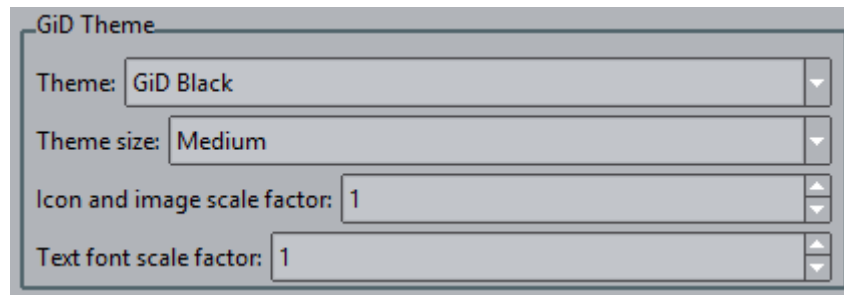 GiD Theme
Theme: GiD Black
Theme size: Medium
Icon and image scale factor: 1
Text font scale factor: 1